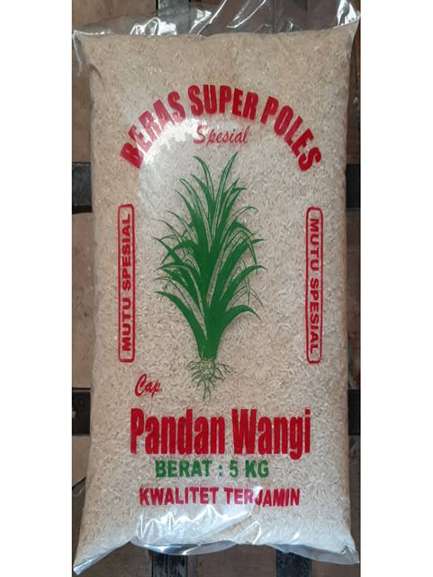 BERAS SUPER POLES
Spesial
MUTU SPESIAL
MUTU SPESIAL
Cap
Pandan Wangi
BERAT : 5 KG
KWALITET TERJAMIN